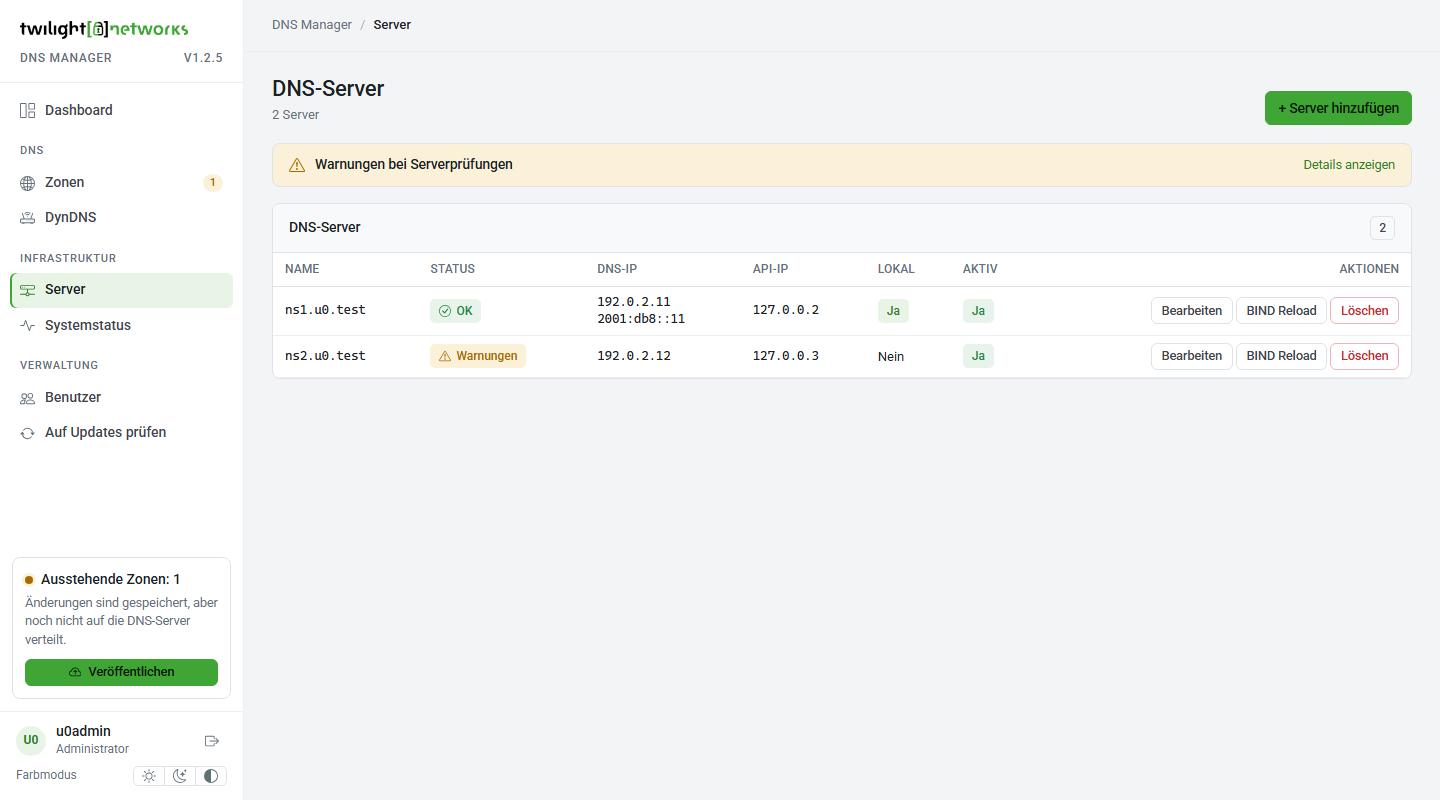 twilight[]networks
DNS MANAGER V1.2.5
Dashboard
DNS
Zonen 1
DynDNS
INFRASTRUKTUR
Server
Systemstatus
VERWALTUNG
Benutzer
Auf Updates prüfen
Ausstehende Zonen: 1
Änderungen sind gespeichert, aber
noch nicht auf die DNS-Server
verteilt.
Veröffentlichen
U0 u0admin
Administrator
Farbmodus
DNS Manager / Server
DNS-Server
2 Server
+ Server hinzufügen
Warnungen bei Serverprüfungen Details anzeigen
DNS-Server 2
NAME STATUS DNS-IP API-IP LOKAL AKTIV AKTIONEN
ns1.u0.test OK 192.0.2.11 127.0.0.2 Ja Ja Bearbeiten BIND Reload Löschen
2001:db8::11
ns2.u0.test Warnungen 192.0.2.12 127.0.0.3 Nein Ja Bearbeiten BIND Reload Löschen